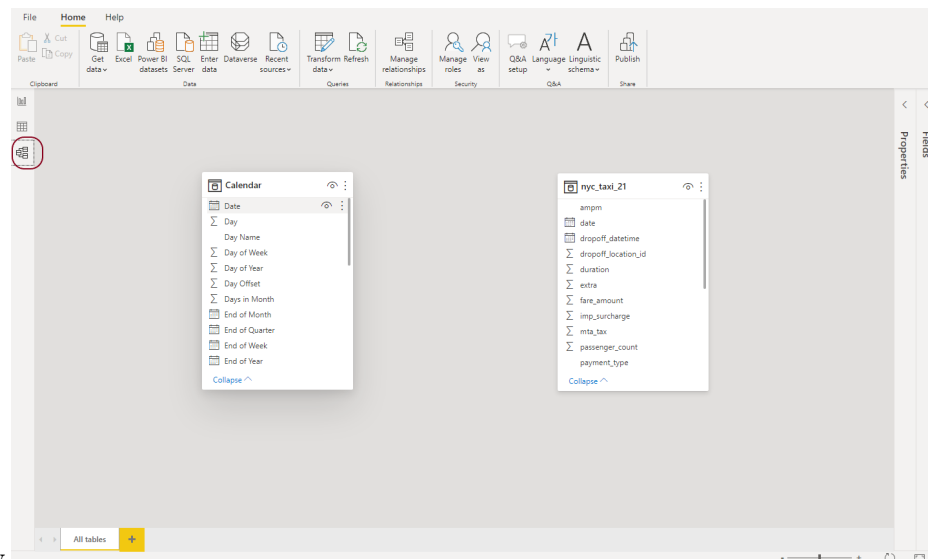 File Home Help
Cut
Copy
Paste
Get data
Excel
Power BI datasets
SQL Server
Enter data
Dataverse
Recent sources
Transform data
Refresh
Manage relationships
Manage roles
View as
Q&A setup
Language
Linguistic schema
Publish
Clipboard
Data
Queries
Relationships
Security
Q&A
Share
Calendar
Date
Day
Day Name
Day of Week
Day of Year
Day Offset
Days in Month
End of Month
End of Quarter
End of Week
End of Year
Collapse
nyc_taxi_21
ampm
date
dropoff_datetime
dropoff_location_id
duration
extra
fare_amount
imp_surcharge
mta_tax
passenger_count
payment_type
Collapse
Properties
Fields
All tables